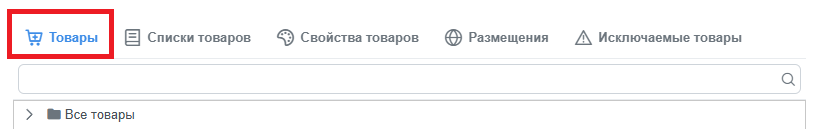 Товары Списки товаров Свойства товаров Размещения Исключаемые товары
Все товары